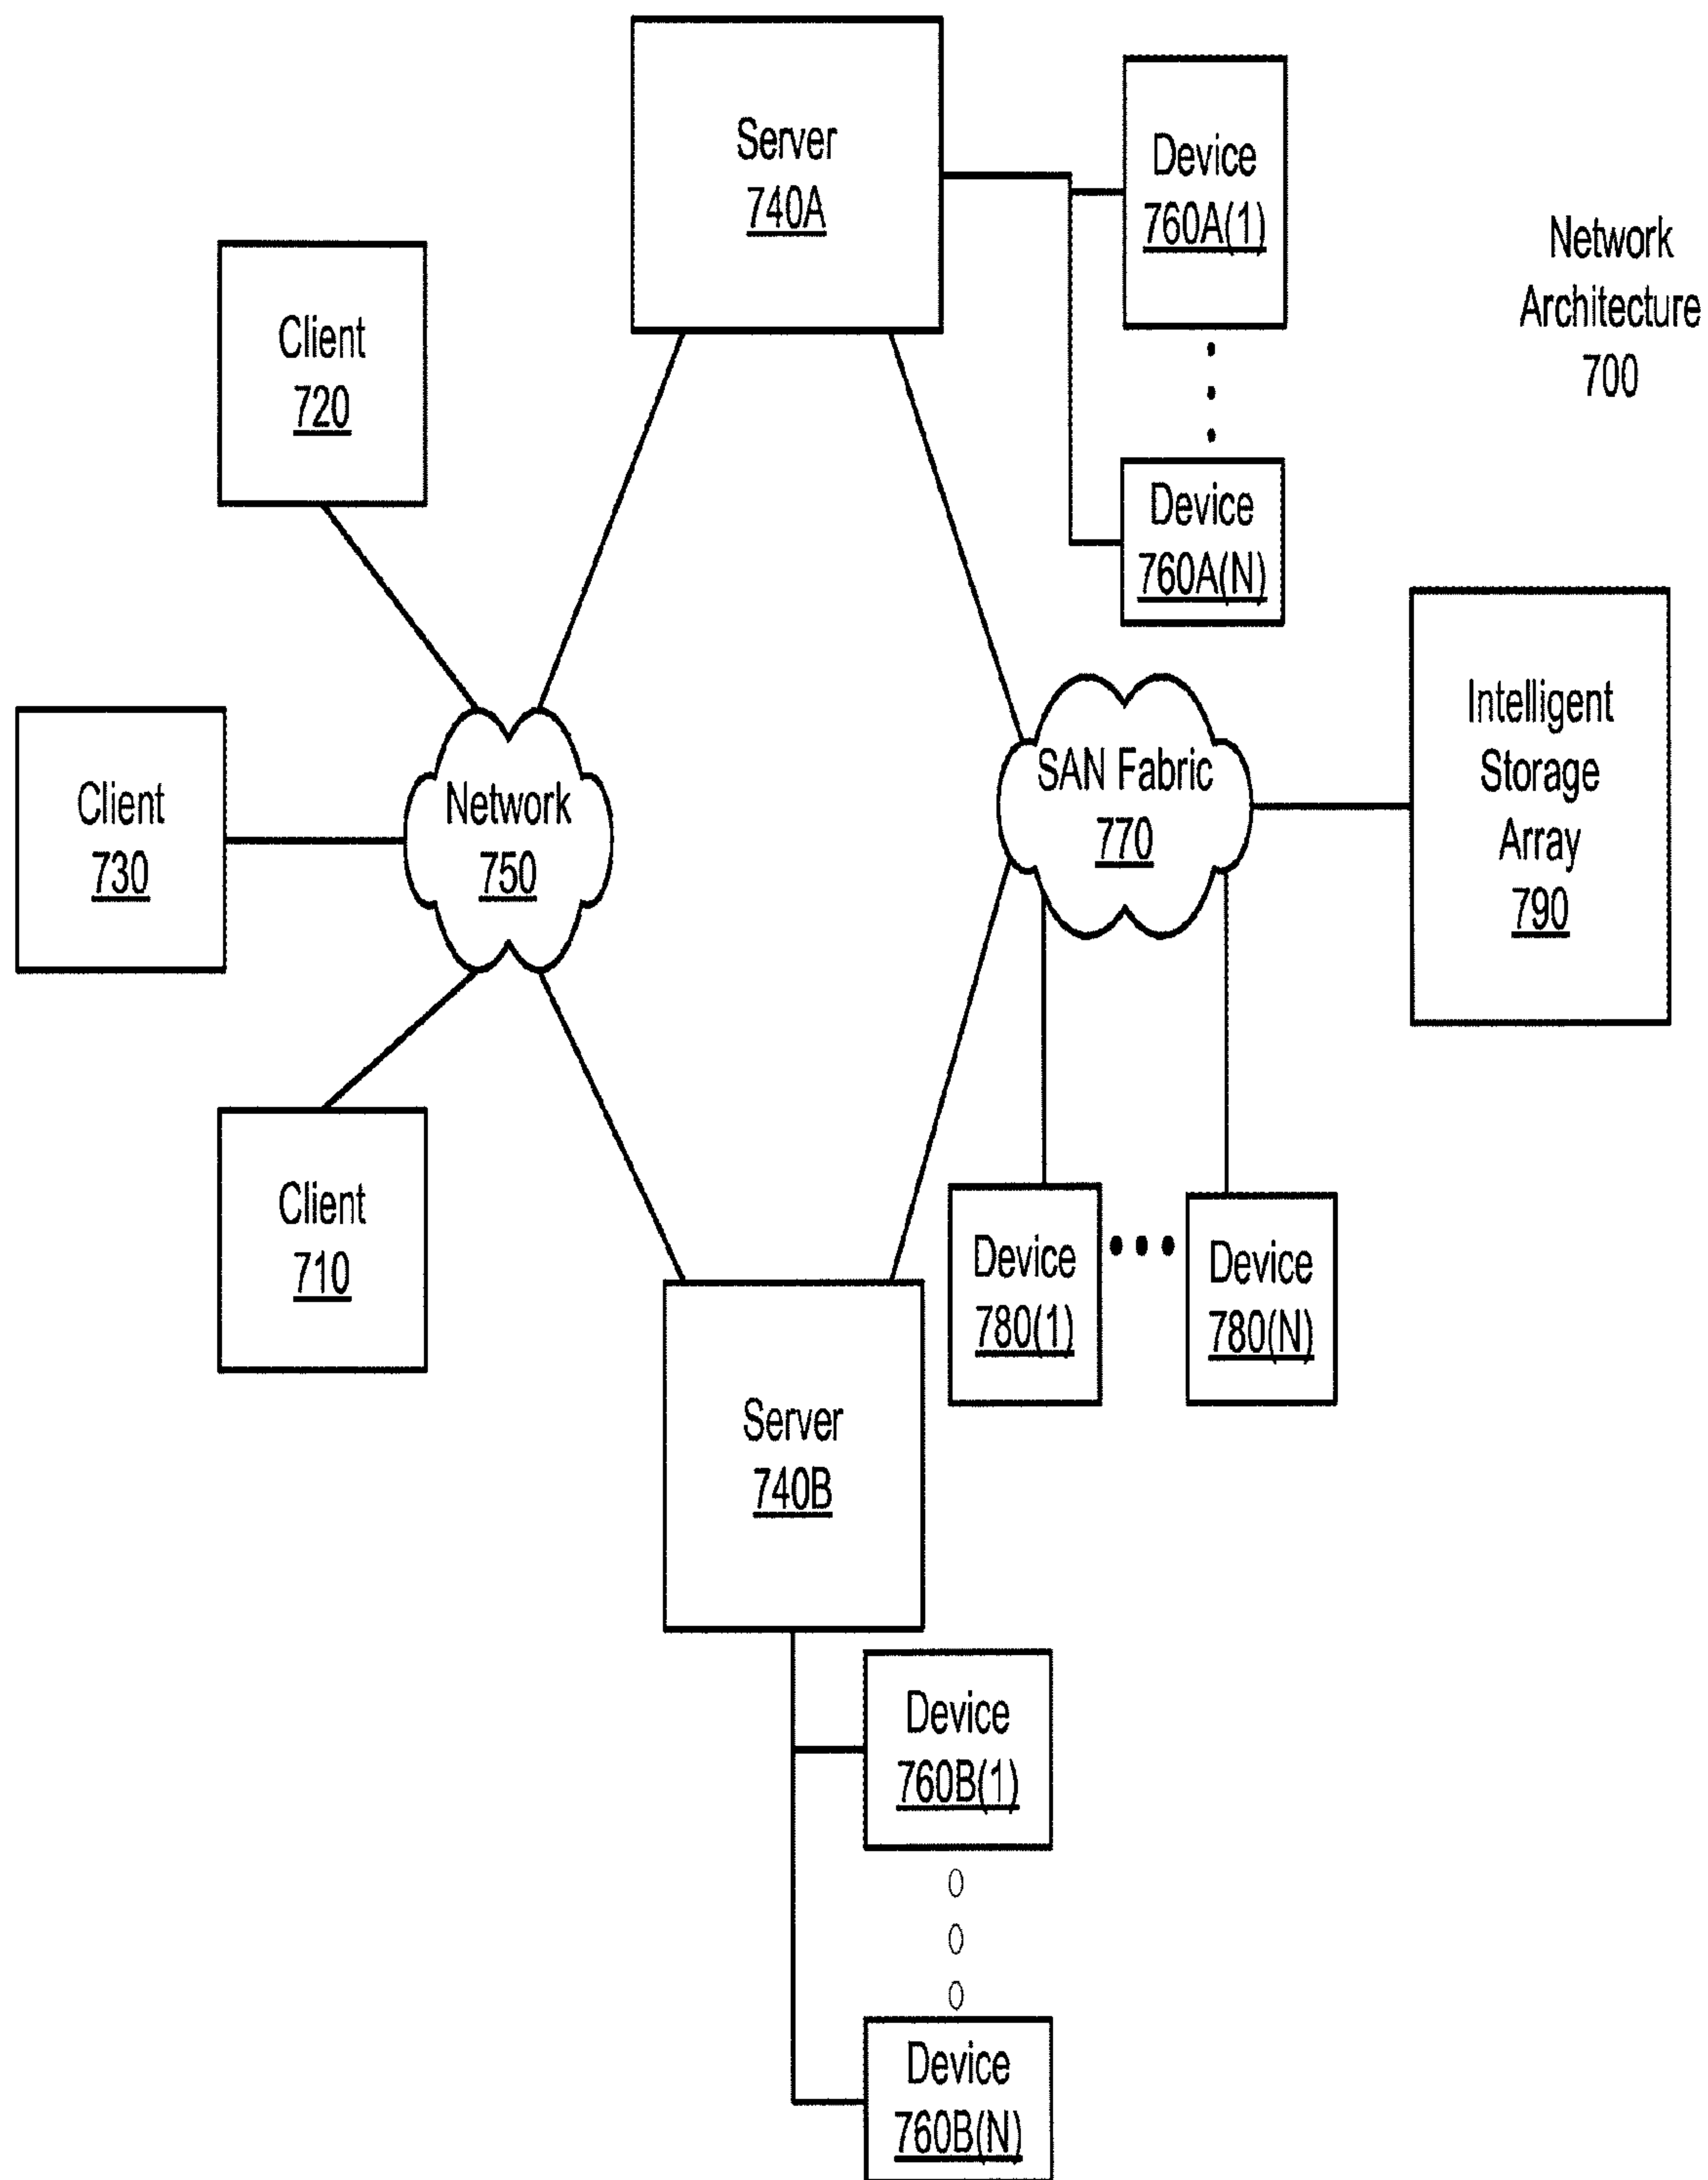 Server
740A
Device
760A(1)
Network
Architecture
700
Client
720
Device
760A(N)
Intelligent
Storage
Array
790
SAN Fabric
770
Client
730
Network
750
Client
710
Device
780(1)
Device
780(N)
Server
740B
Device
760B(1)
Device
760B(N)